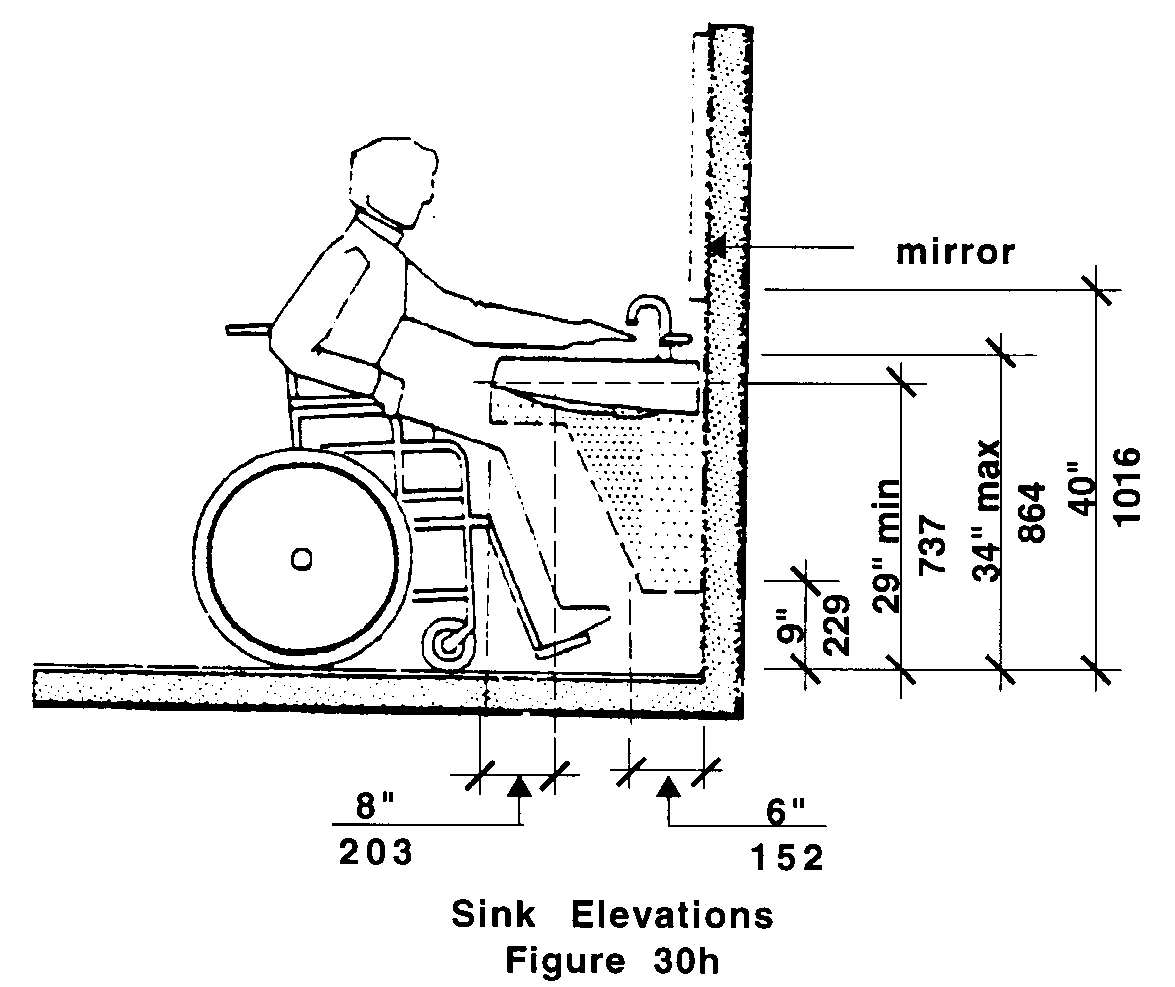 mirror
40"
1016
34" max
864
29" min
737
9"
229
8"
203
6"
152
Sink Elevations
Figure 30h